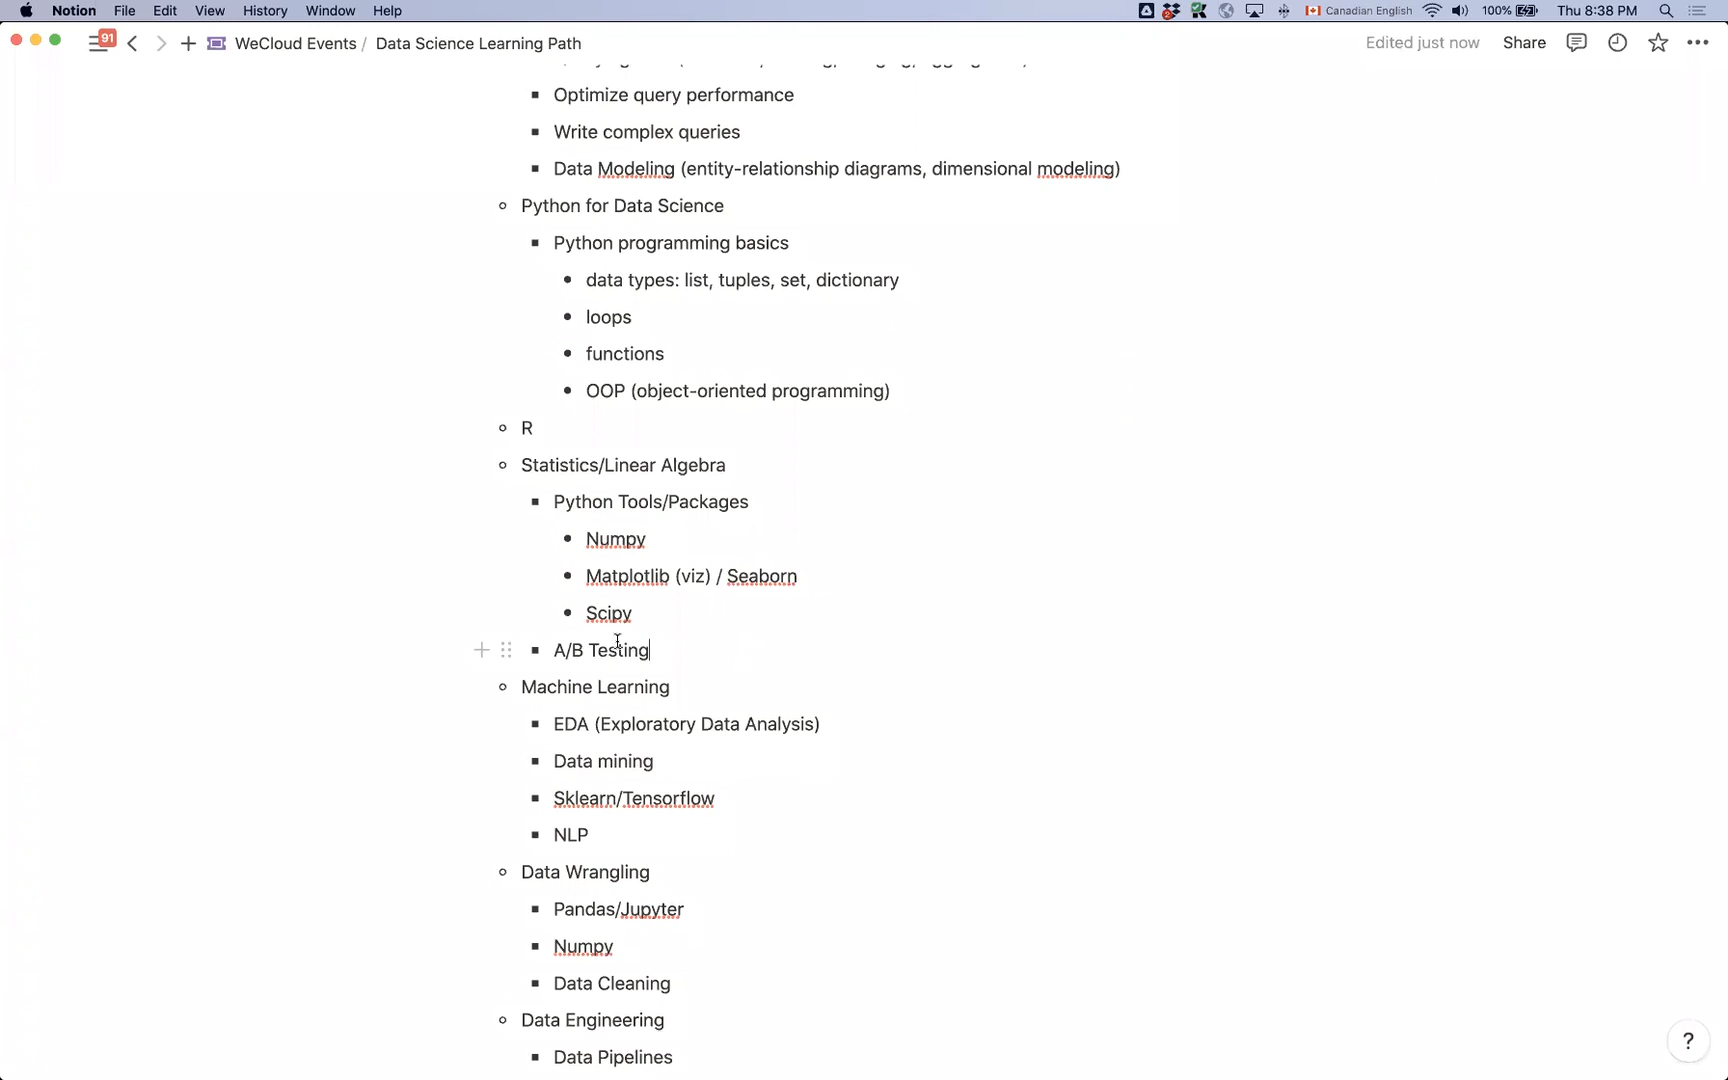 Notion File Edit View History Window Help Canadian English 100% Thu 8:38 PM
91 WeCloud Events / Data Science Learning Path Edited just now Share
Optimize query performance
Write complex queries
Data Modeling (entity-relationship diagrams, dimensional modeling)
Python for Data Science
Python programming basics
data types: list, tuples, set, dictionary
loops
functions
OOP (object-oriented programming)
R
Statistics/Linear Algebra
Python Tools/Packages
Numpy
Matplotlib (viz) / Seaborn
Scipy
A/B Testing
Machine Learning
EDA (Exploratory Data Analysis)
Data mining
Sklearn/Tensorflow
NLP
Data Wrangling
Pandas/Jupyter
Numpy
Data Cleaning
Data Engineering
Data Pipelines
?